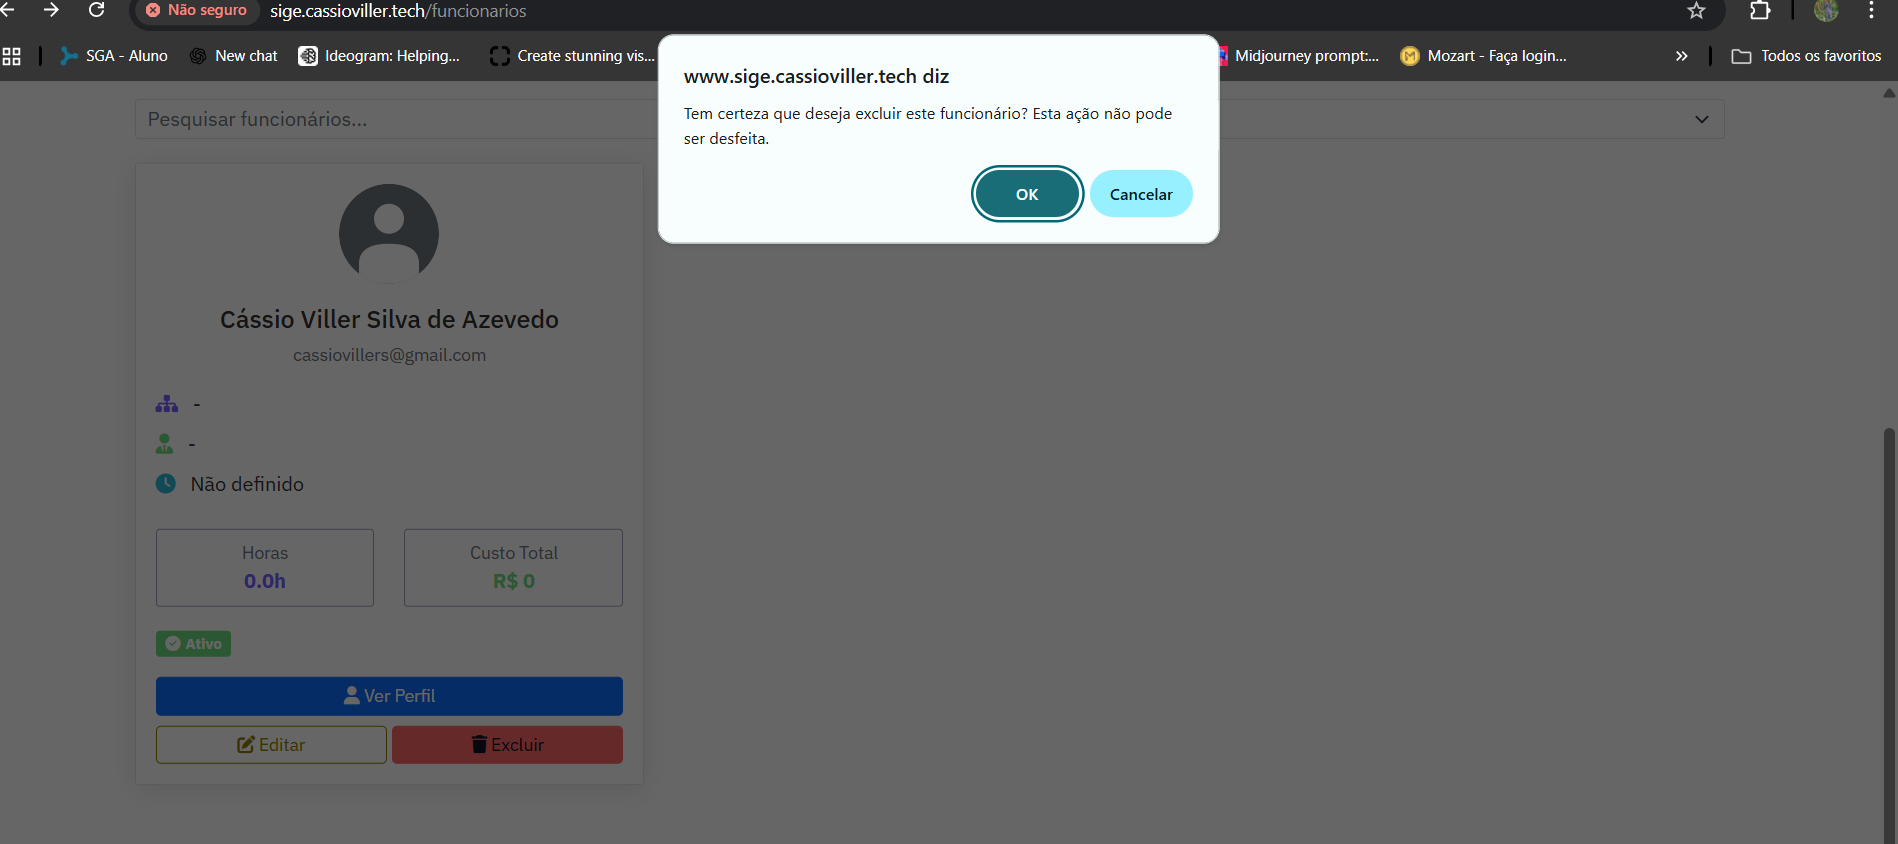 Não seguro sige.cassioviller.tech/funcionarios
SGA - Aluno New chat Ideogram: Helping... Create stunning vis... Midjourney prompt:... Mozart - Faça login... Todos os favoritos
www.sige.cassioviller.tech diz
Tem certeza que deseja excluir este funcionário? Esta ação não pode
ser desfeita.
OK Cancelar
Pesquisar funcionários...
Cássio Viller Silva de Azevedo
cassiovillers@gmail.com
-
-
Não definido
Horas Custo Total
0.0h R$ 0
Ativo
Ver Perfil
Editar Excluir